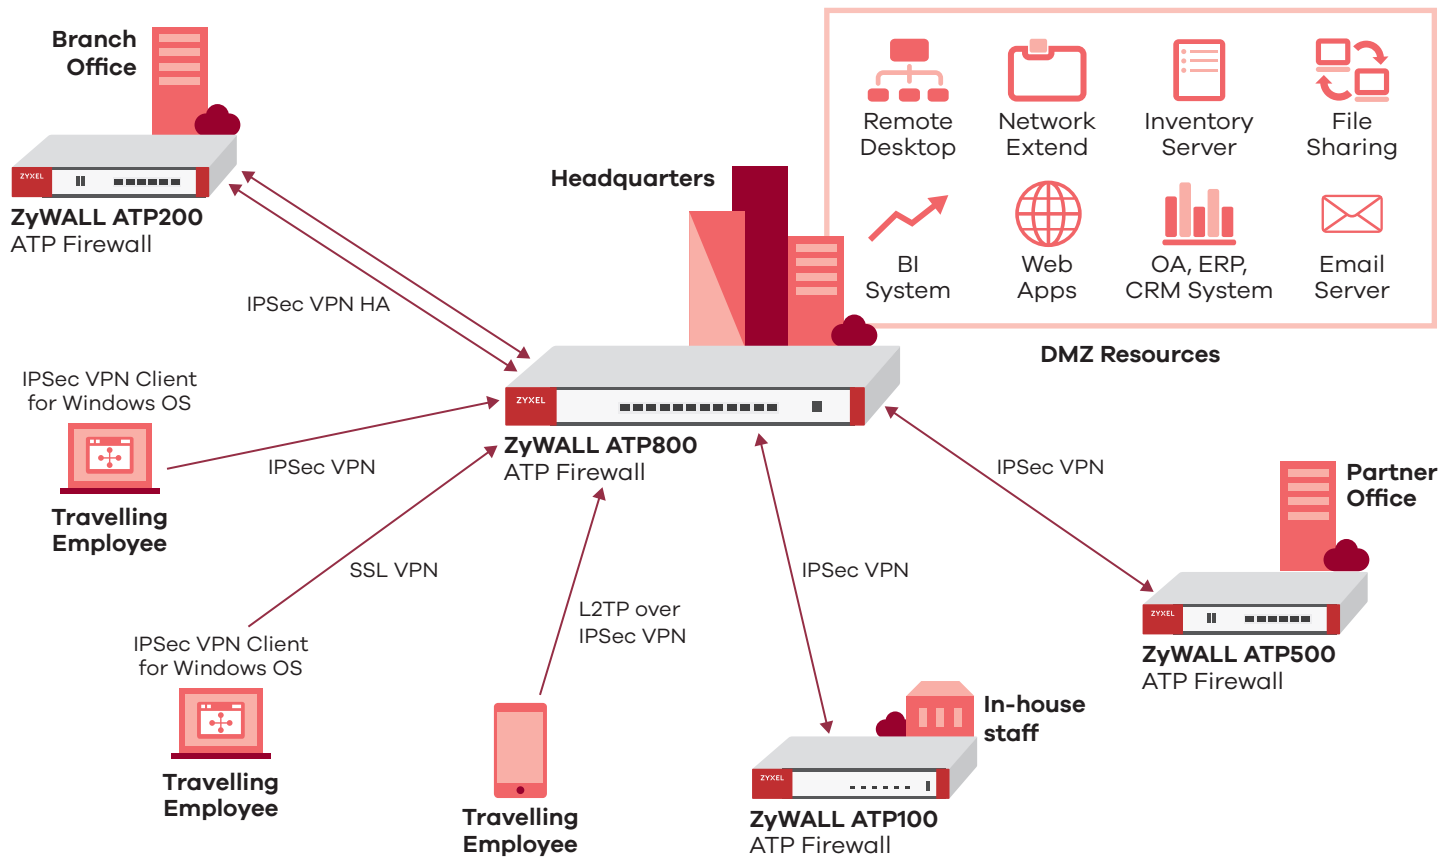 Branch
Office
ZYXEL
ZyWALL ATP200
ATP Firewall
IPSec VPN HA
Headquarters
Remote
Desktop
Network
Extend
Inventory
Server
File
Sharing
BI
System
Web
Apps
OA, ERP,
CRM System
Email
Server
DMZ Resources
ZYXEL
ZyWALL ATP800
ATP Firewall
IPSec VPN Client
for Windows OS
IPSec VPN
Travelling
Employee
SSL VPN
IPSec VPN Client
for Windows OS
Travelling
Employee
L2TP over
IPSec VPN
Travelling
Employee
IPSec VPN
In-house
staff
ZYXEL
ZyWALL ATP100
ATP Firewall
IPSec VPN
Partner
Office
ZYXEL
ZyWALL ATP500
ATP Firewall